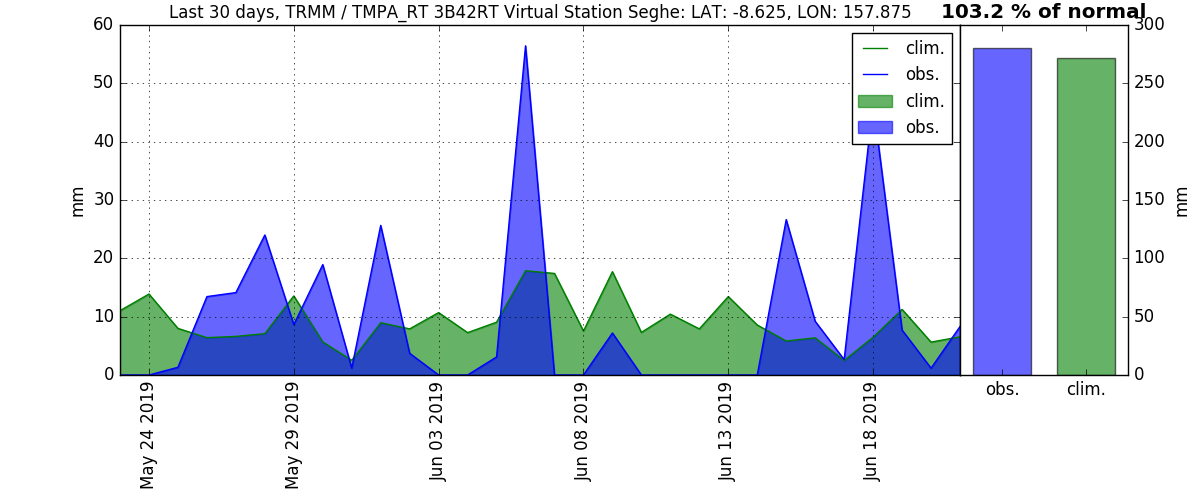 Last 30 days, TRMM / TMPA_RT 3B42RT Virtual Station Seghe: LAT: -8.625, LON: 157.875
103.2 % of normal
60
50
40
30
20
10
0
mm
clim.
obs.
clim.
obs.
300
250
200
150
100
50
0
mm
obs.
clim.
May 24 2019
May 29 2019
Jun 03 2019
Jun 08 2019
Jun 13 2019
Jun 18 2019